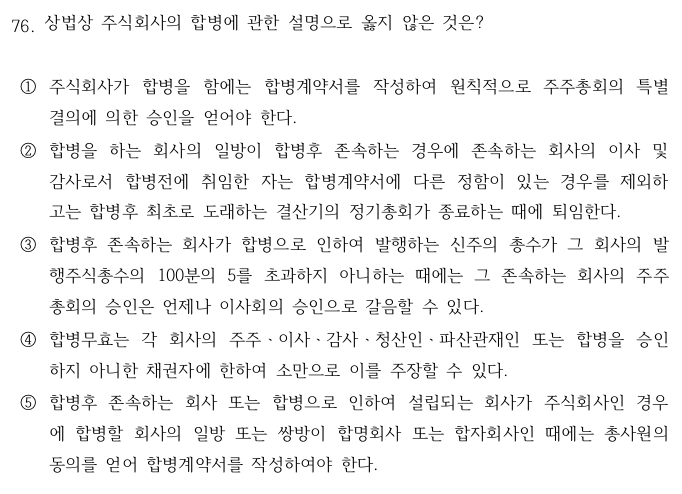 76. 상법상 주식회사의 합병에 관한 설명으로 옳지 않은 것은?
① 주식회사가 합병을 함에는 합병계약서를 작성하여 원칙적으로 주주총회의 특별
결의에 의한 승인을 얻어야 한다.
② 합병을 하는 회사의 일방이 합병후 존속하는 경우에 존속하는 회사의 이사 및
감사로서 합병전에 취임한 자는 합병계약서에 다른 정함이 있는 경우를 제외하
고는 합병후 최초로 도래하는 결산기의 정기총회가 종료하는 때에 퇴임한다.
③ 합병후 존속하는 회사가 합병으로 인하여 발행하는 신주의 총수가 그 회사의 발
행주식총수의 100분의 5를 초과하지 아니하는 때에는 그 존속하는 회사의 주주
총회의 승인은 언제나 이사회의 승인으로 갈음할 수 있다.
④ 합병무효는 각 회사의 주주ㆍ이사ㆍ감사ㆍ청산인ㆍ파산관재인 또는 합병을 승인
하지 아니한 채권자에 한하여 소만으로 이를 주장할 수 있다.
⑤ 합병후 존속하는 회사 또는 합병으로 인하여 설립되는 회사가 주식회사인 경우
에 합병할 회사의 일방 또는 쌍방이 합명회사 또는 합자회사인 때에는 총사원의
동의를 얻어 합병계약서를 작성하여야 한다.